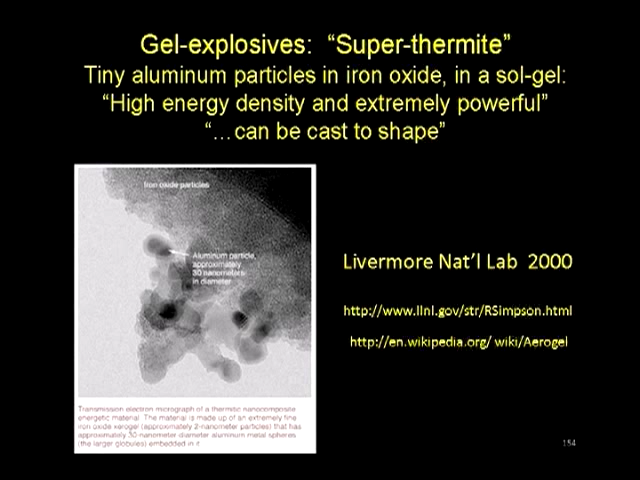 Gel-explosives: “Super-thermite”
Tiny aluminum particles in iron oxide, in a sol-gel:
“High energy density and extremely powerful”
“…can be cast to shape”
Iron oxide particles
Aluminum particle,
approximately
30 nanometers
in diameter
Livermore Nat’l Lab 2000
http://www.llnl.gov/str/RSimpson.html
http://en.wikipedia.org/ wiki/Aerogel
Transmission electron micrograph of a thermitic nanocomposite
energetic material. The material is made up of an extremely fine
iron oxide xerogel (approximately 2-nanometer particles) that has
approximately 30-nanometer diameter aluminum metal spheres
(the larger globules) embedded in it.
154